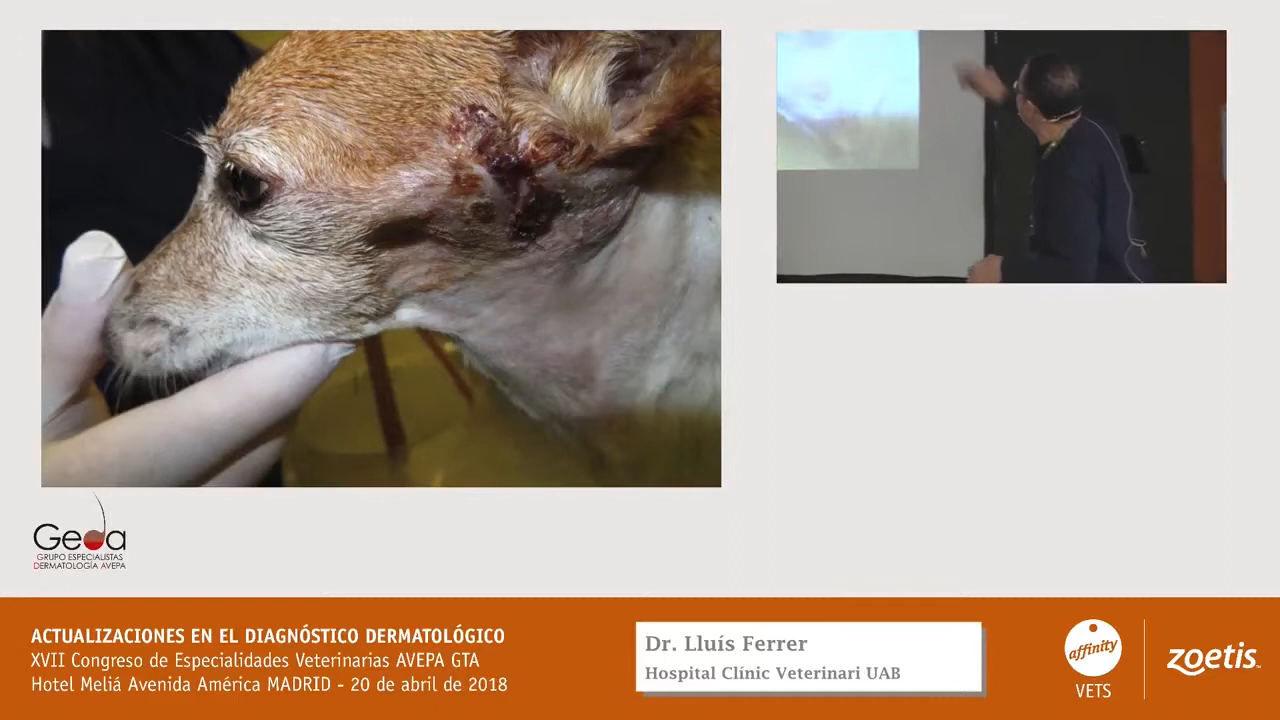 Geda
GRUPO ESPECIALISTAS
DERMATOLOGÍA AVEPA
ACTUALIZACIONES EN EL DIAGNÓSTICO DERMATOLÓGICO
XVII Congreso de Especialidades Veterinarias AVEPA GTA
Hotel Meliá Avenida América MADRID - 20 de abril de 2018
Dr. Lluís Ferrer
Hospital Clínic Veterinari UAB
affinity
VETS
zoetis